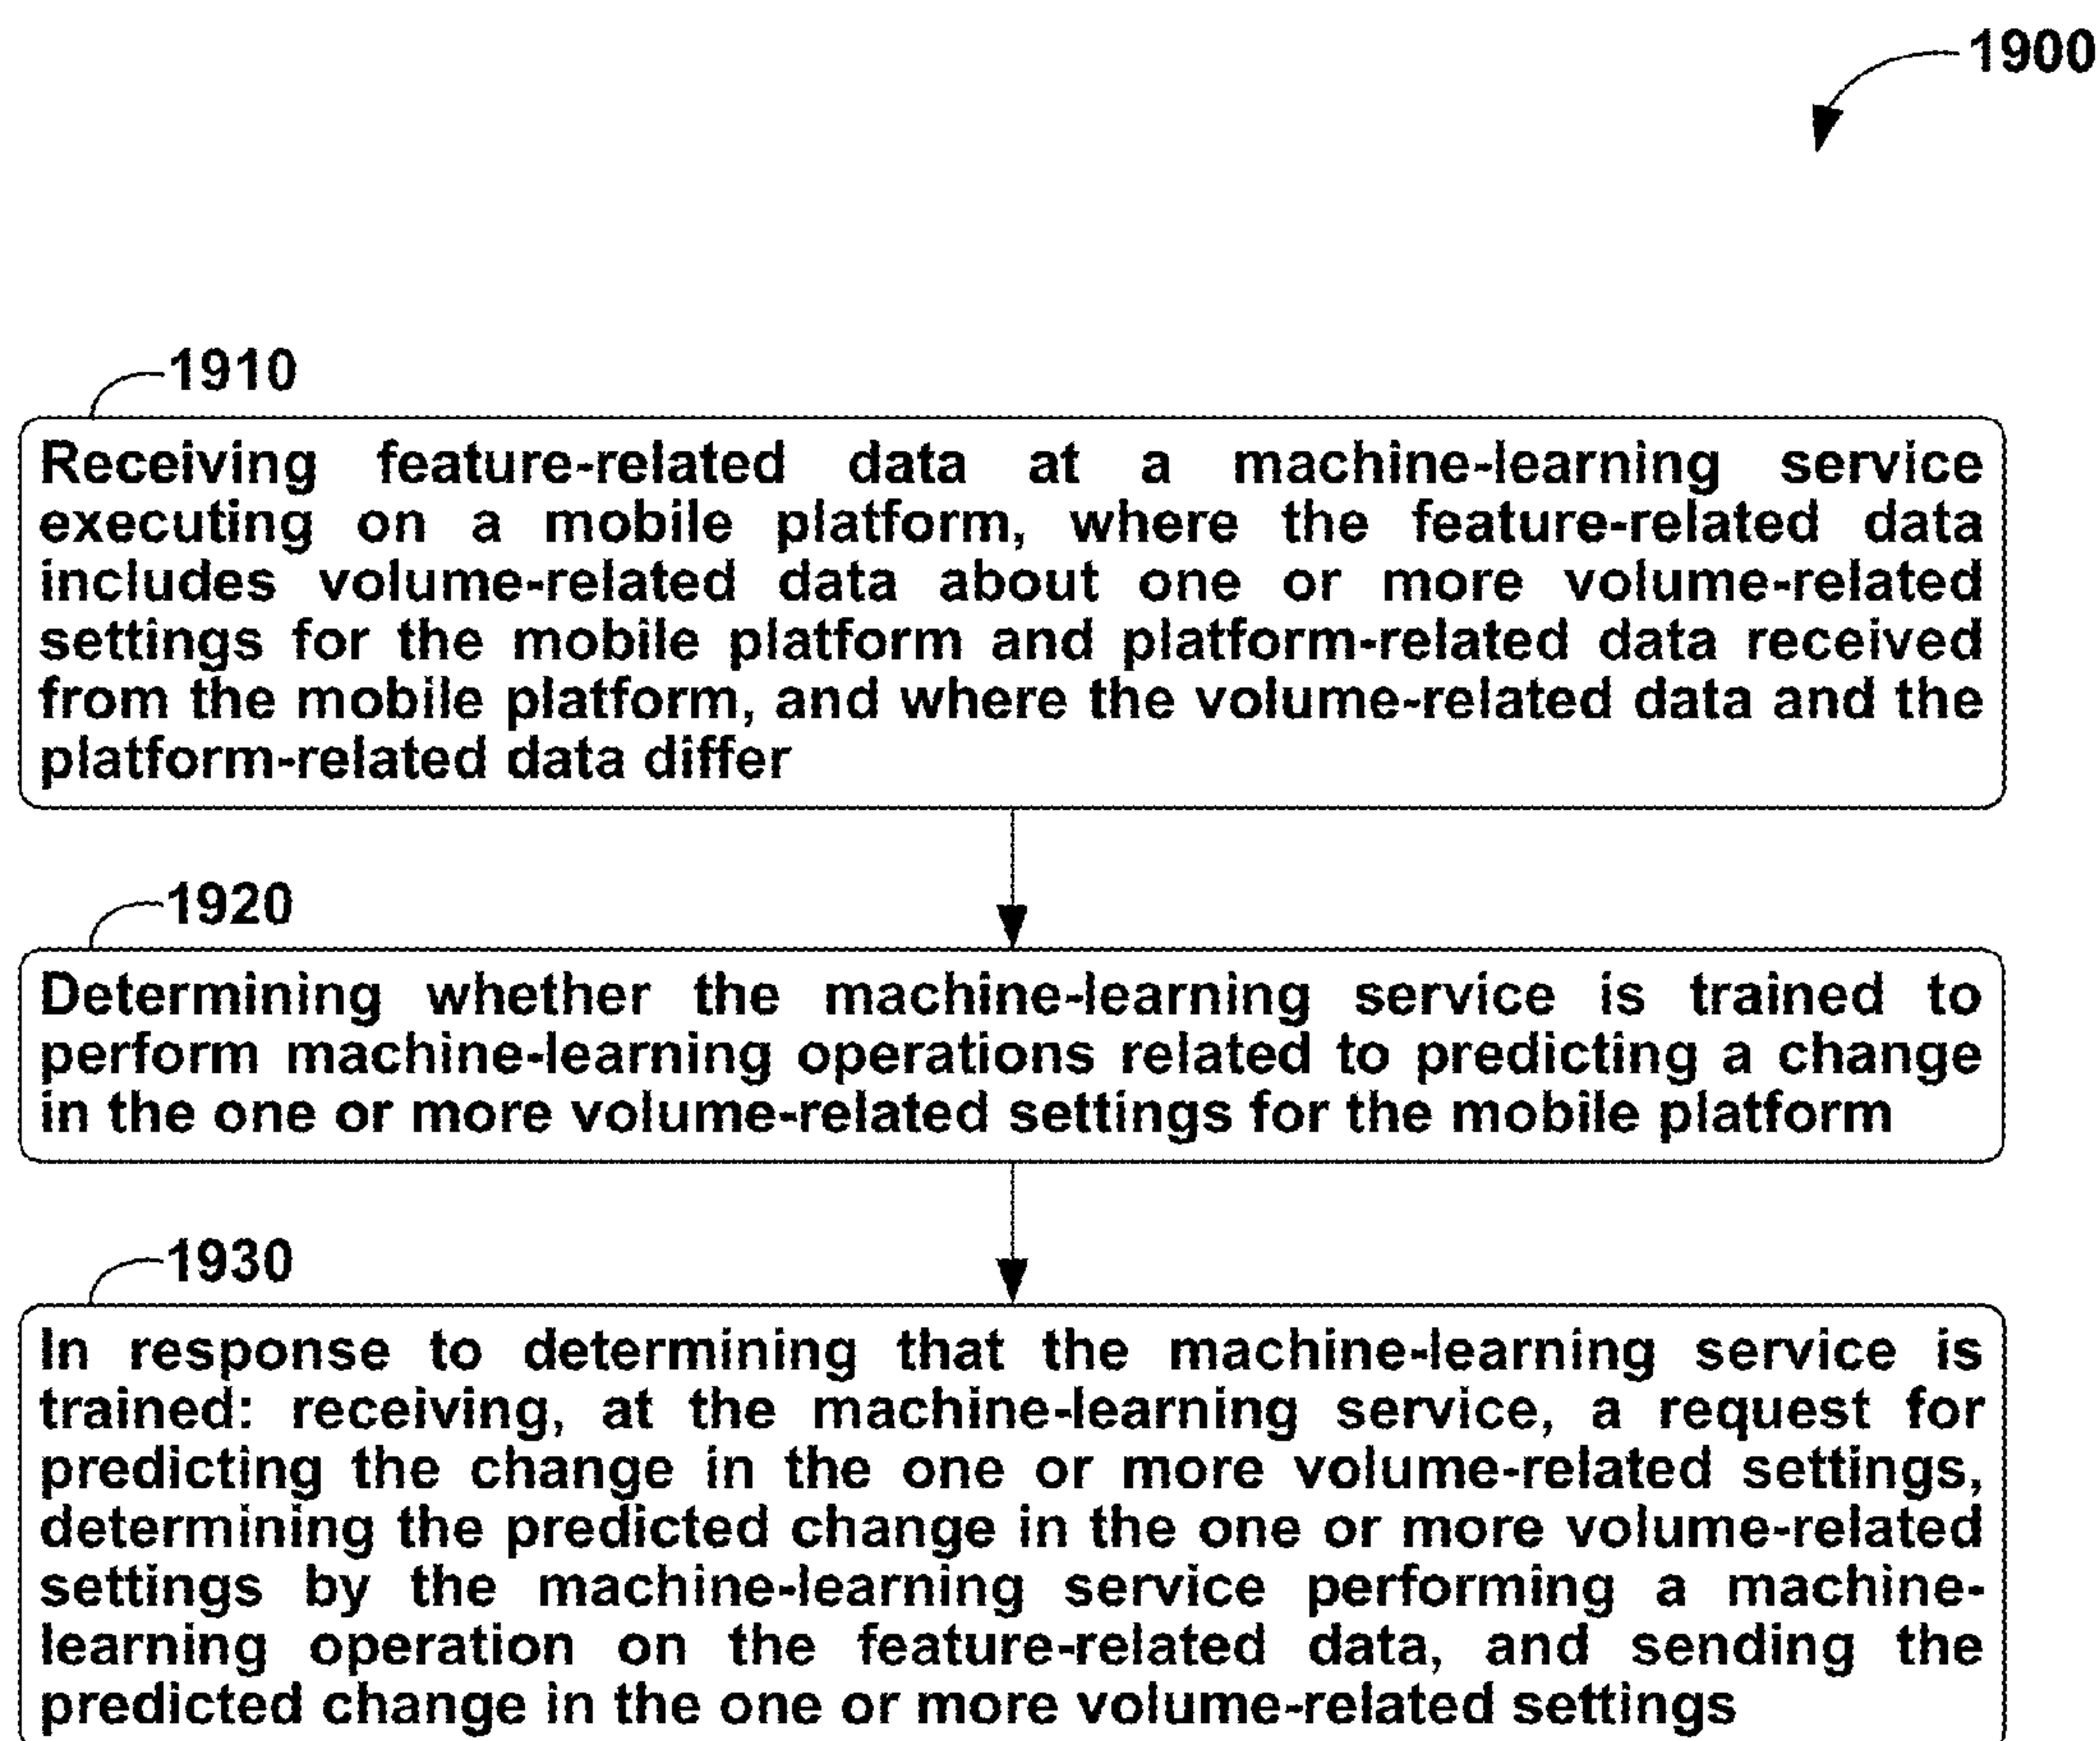 1900
1910
Receiving feature-related data at a machine-learning service
executing on a mobile platform, where the feature-related data
includes volume-related data about one or more volume-related
settings for the mobile platform and platform-related data received
from the mobile platform, and where the volume-related data and the
platform-related data differ
1920
Determining whether the machine-learning service is trained to
perform machine-learning operations related to predicting a change
in the one or more volume-related settings for the mobile platform
1930
In response to determining that the machine-learning service is
trained: receiving, at the machine-learning service, a request for
predicting the change in the one or more volume-related settings,
determining the predicted change in the one or more volume-related
settings by the machine-learning service performing a machine-
learning operation on the feature-related data, and sending the
predicted change in the one or more volume-related settings